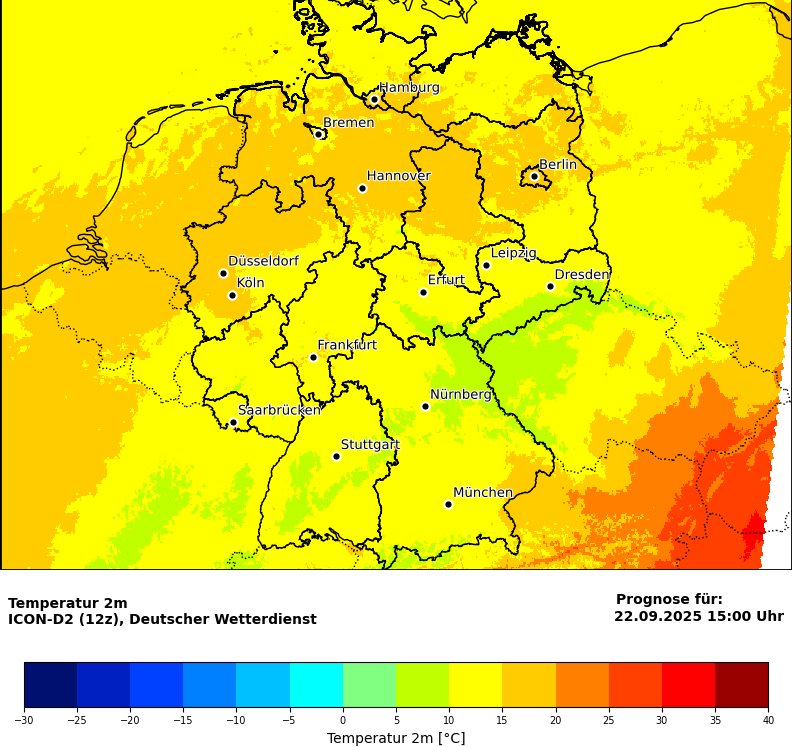 Hamburg
Bremen
Berlin
Hannover
Leipzig
Düsseldorf
Dresden
Köln
Erfurt
Frankfurt
Nürnberg
Saarbrücken
Stuttgart
München
Temperatur 2m
ICON-D2 (12z), Deutscher Wetterdienst
Prognose für:
22.09.2025 15:00 Uhr
−30 −25 −20 −15 −10 −5 0 5 10 15 20 25 30 35 40
Temperatur 2m [°C]